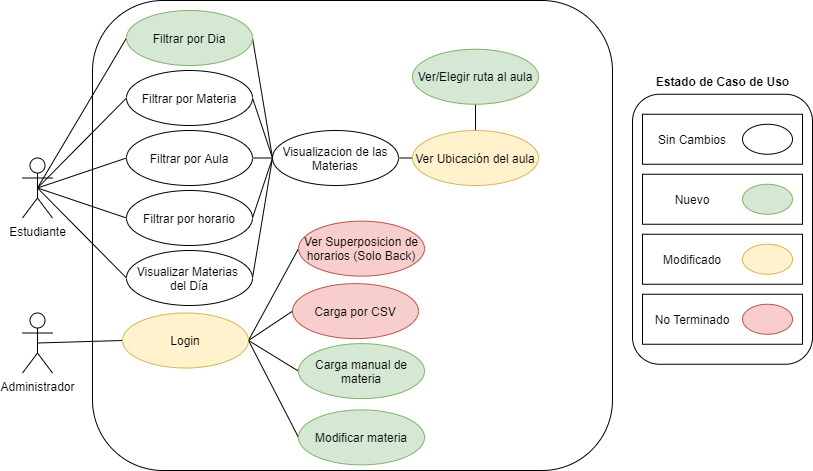 Filtrar por Dia
Filtrar por Materia
Filtrar por Aula
Filtrar por horario
Visualizar Materias
del Día
Estudiante
Visualizacion de las
Materias
Ver/Elegir ruta al aula
Ver Ubicación del aula
Ver Superposicion de
horarios (Solo Back)
Carga por CSV
Login
Carga manual de
materia
Modificar materia
Administrador
Estado de Caso de Uso
Sin Cambios
Nuevo
Modificado
No Terminado